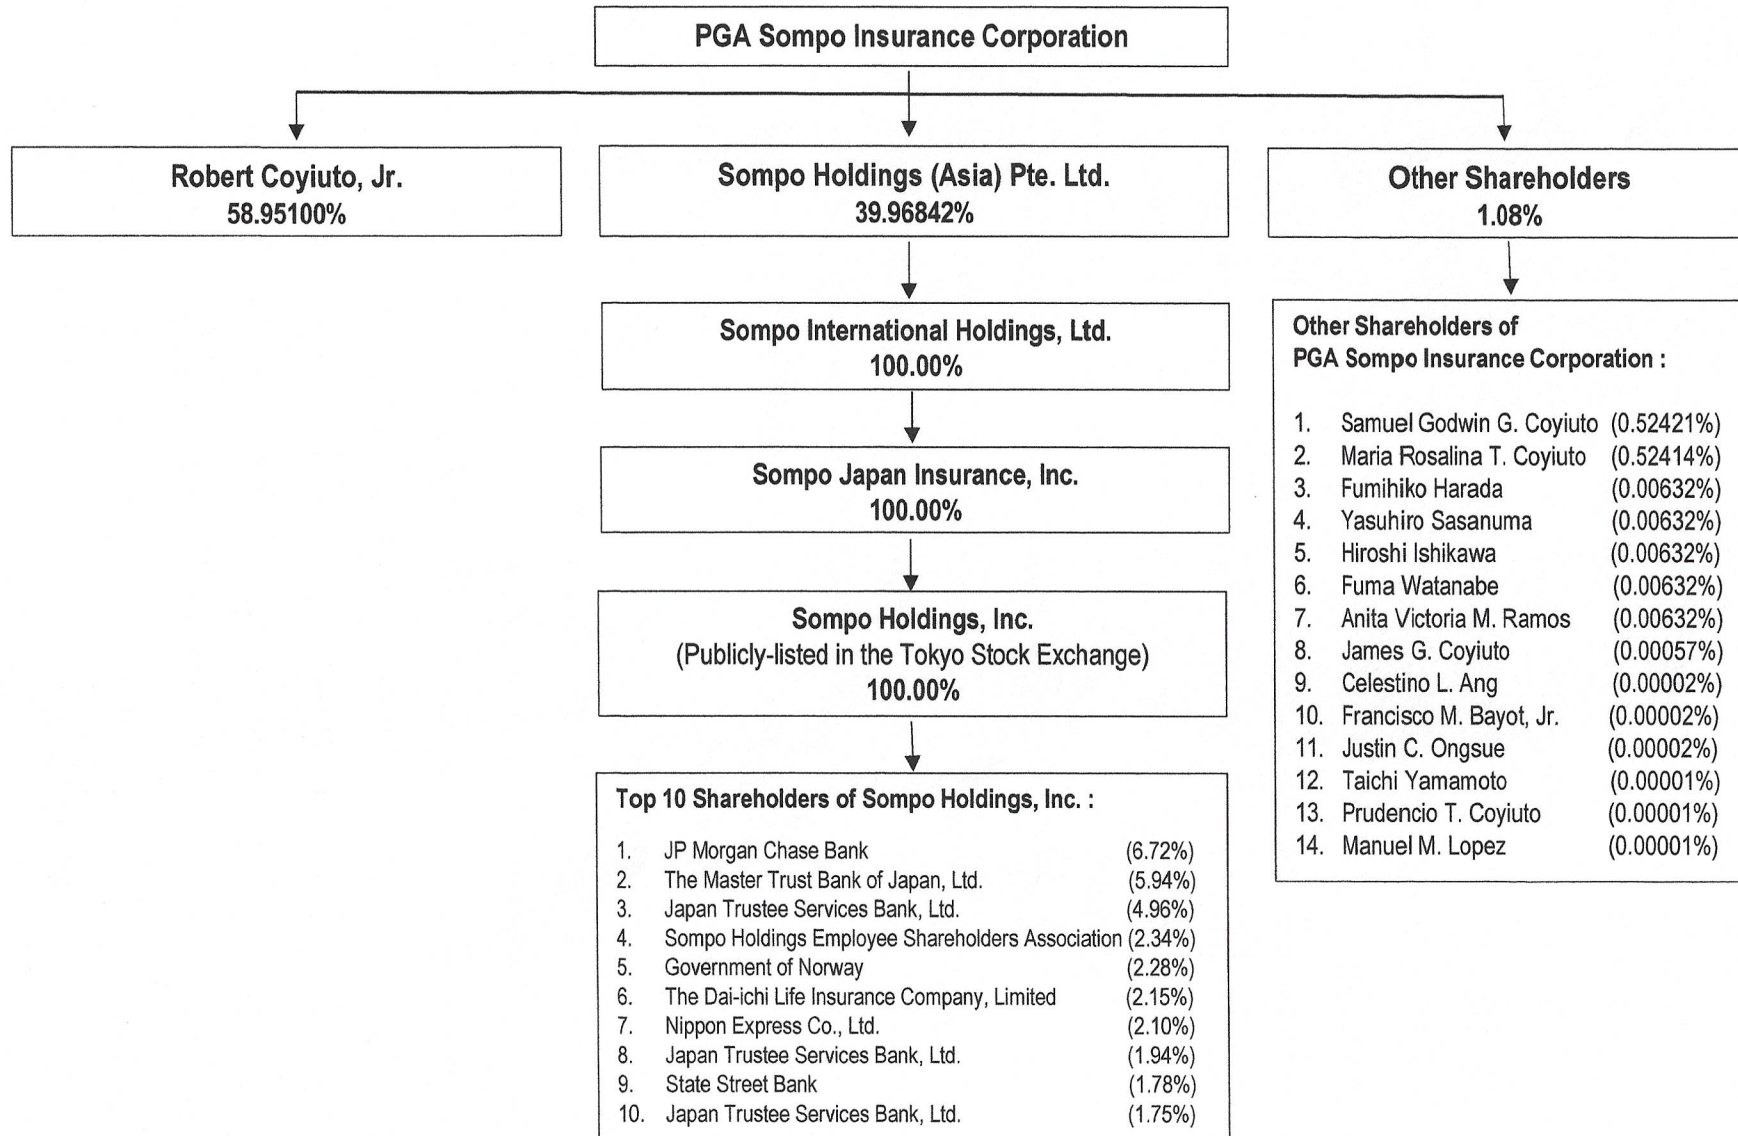 PGA Sompo Insurance Corporation
Robert Coyiuto, Jr.
58.95100%
Sompo Holdings (Asia) Pte. Ltd.
39.96842%
Other Shareholders
1.08%
Sompo International Holdings, Ltd.
100.00%
Sompo Japan Insurance, Inc.
100.00%
Sompo Holdings, Inc.
(Publicly-listed in the Tokyo Stock Exchange)
100.00%
Top 10 Shareholders of Sompo Holdings, Inc. :
1. JP Morgan Chase Bank (6.72%)
2. The Master Trust Bank of Japan, Ltd. (5.94%)
3. Japan Trustee Services Bank, Ltd. (4.96%)
4. Sompo Holdings Employee Shareholders Association (2.34%)
5. Government of Norway (2.28%)
6. The Dai-ichi Life Insurance Company, Limited (2.15%)
7. Nippon Express Co., Ltd. (2.10%)
8. Japan Trustee Services Bank, Ltd. (1.94%)
9. State Street Bank (1.78%)
10. Japan Trustee Services Bank, Ltd. (1.75%)
Other Shareholders of
PGA Sompo Insurance Corporation :
1. Samuel Godwin G. Coyiuto (0.52421%)
2. Maria Rosalina T. Coyiuto (0.52414%)
3. Fumihiko Harada (0.00632%)
4. Yasuhiro Sasanuma (0.00632%)
5. Hiroshi Ishikawa (0.00632%)
6. Fuma Watanabe (0.00632%)
7. Anita Victoria M. Ramos (0.00632%)
8. James G. Coyiuto (0.00057%)
9. Celestino L. Ang (0.00002%)
10. Francisco M. Bayot, Jr. (0.00002%)
11. Justin C. Ongsue (0.00002%)
12. Taichi Yamamoto (0.00001%)
13. Prudencio T. Coyiuto (0.00001%)
14. Manuel M. Lopez (0.00001%)